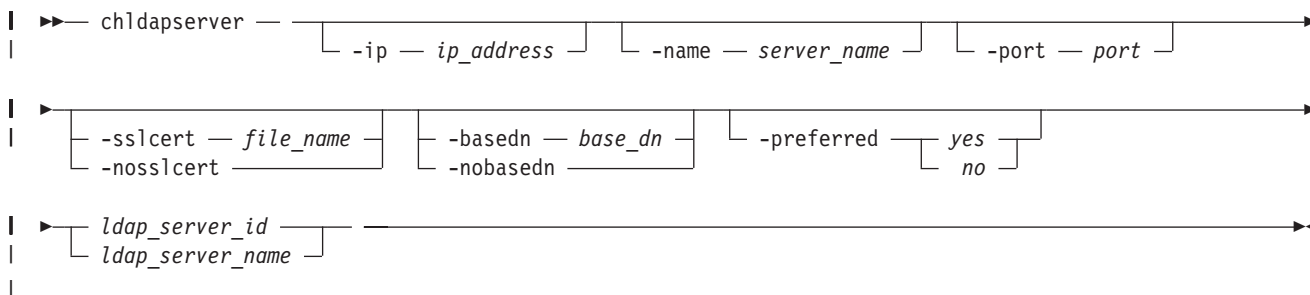 chldapserver -ip ip_address -name server_name -port port
-sslcert file_name -basedn base_dn -preferred yes
-nosslcert -nobasedn no
ldap_server_id
ldap_server_name